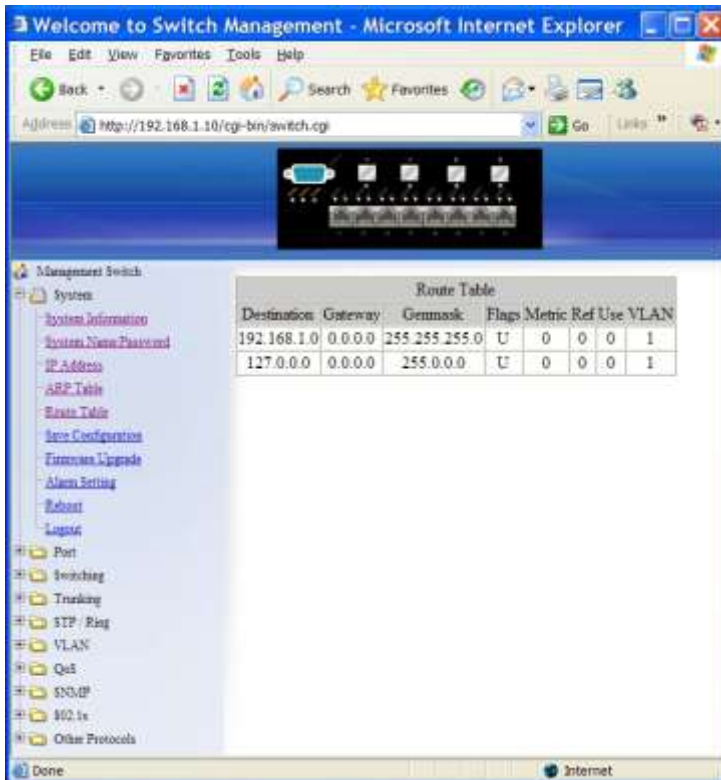 Welcome to Switch Management - Microsoft Internet Explorer
File Edit View Favorites Tools Help
Back Search Favorites
Address http://192.168.1.10/cgi-bin/switch.cgi Go Links »
Management Switch
System
System Information
System Name/Password
IP Address
ARP Table
Route Table
Save Configuration
Firmware Upgrade
Alarm Setting
Reboot
Logout
Port
Switching
Trunking
STP / Ring
VLAN
QoS
SNMP
802.1x
Other Protocols
Route Table
Destination Gateway Genmask Flags Metric Ref Use VLAN
192.168.1.0 0.0.0.0 255.255.255.0 U 0 0 0 1
127.0.0.0 0.0.0.0 255.0.0.0 U 0 0 0 1
Done Internet